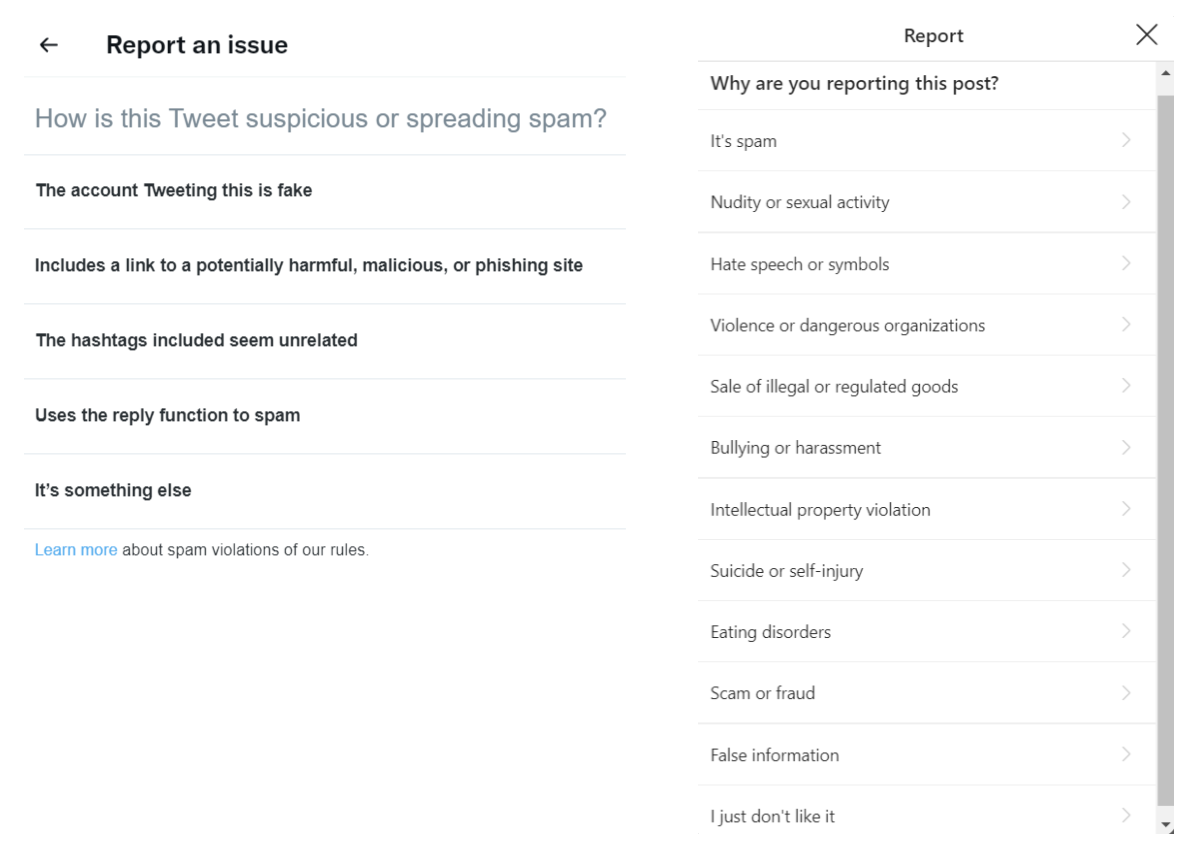 Report an issue
How is this Tweet suspicious or spreading spam?
The account Tweeting this is fake
Includes a link to a potentially harmful, malicious, or phishing site
The hashtags included seem unrelated
Uses the reply function to spam
It’s something else
Learn more about spam violations of our rules.
Report
Why are you reporting this post?
It's spam
Nudity or sexual activity
Hate speech or symbols
Violence or dangerous organizations
Sale of illegal or regulated goods
Bullying or harassment
Intellectual property violation
Suicide or self-injury
Eating disorders
Scam or fraud
False information
I just don't like it